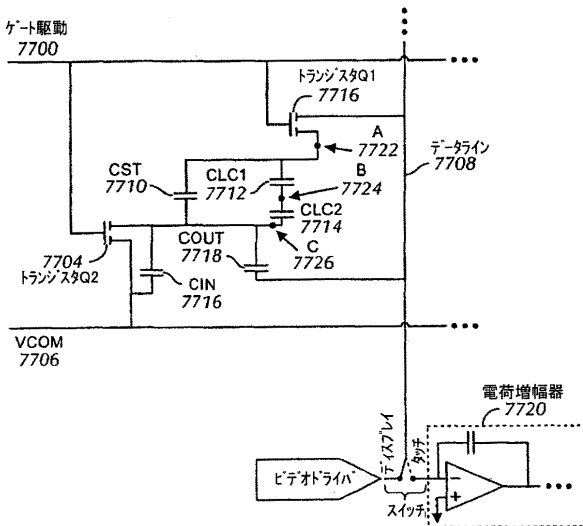 ゲート駆動
7700
トランジスタQ1
7716
A
7722
データライン
7708
CST
7710
CLC1
7712
B
7724
CLC2
7714
COUT
7718
C
7726
7704
トランジスタQ2
CIN
7716
VCOM
7706
電荷増幅器
7720
ディスプレイ
タッチ
ビデオドライバ
スイッチ
−
+